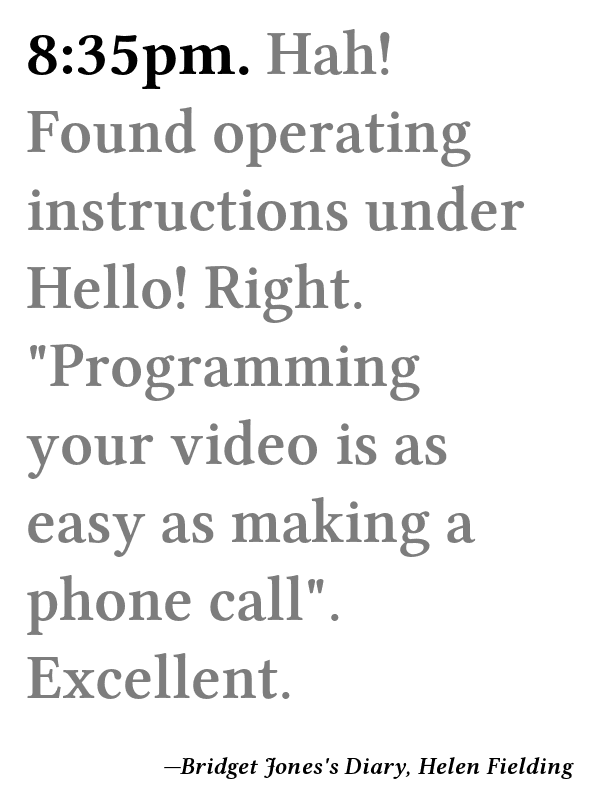 8:35pm. Hah!
Found operating
instructions under
Hello! Right.
"Programming
your video is as
easy as making a
phone call".
Excellent.
—Bridget Jones's Diary, Helen Fielding